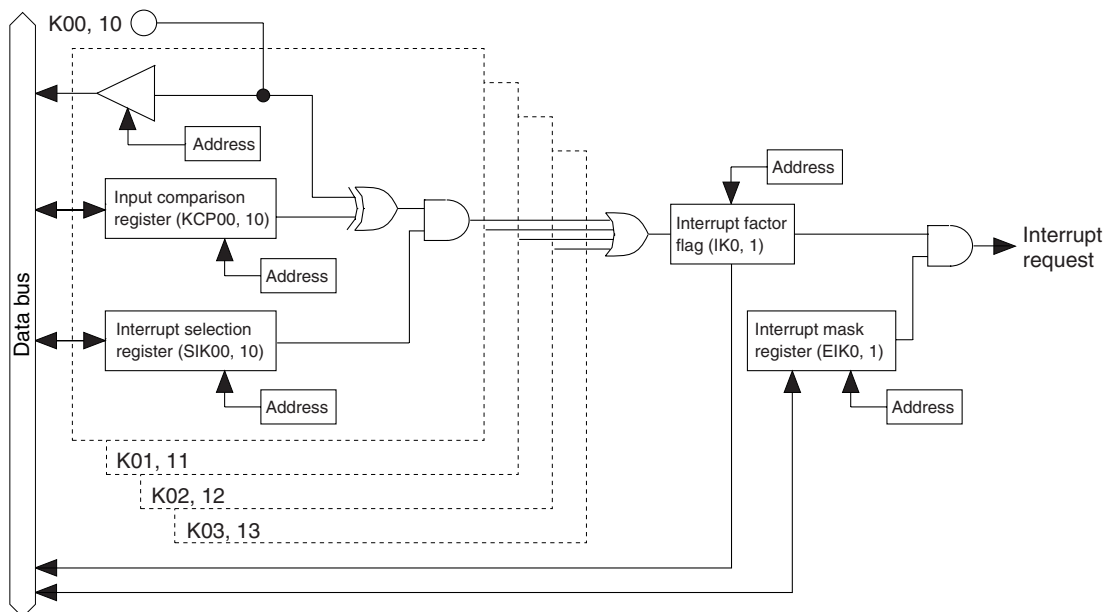 K00, 10
Address
Input comparison
register (KCP00, 10)
Address
Interrupt selection
register (SIK00, 10)
Address
K01, 11
K02, 12
K03, 13
Address
Interrupt factor
flag (IK0, 1)
Interrupt mask
register (EIK0, 1)
Address
Interrupt
request
Data bus